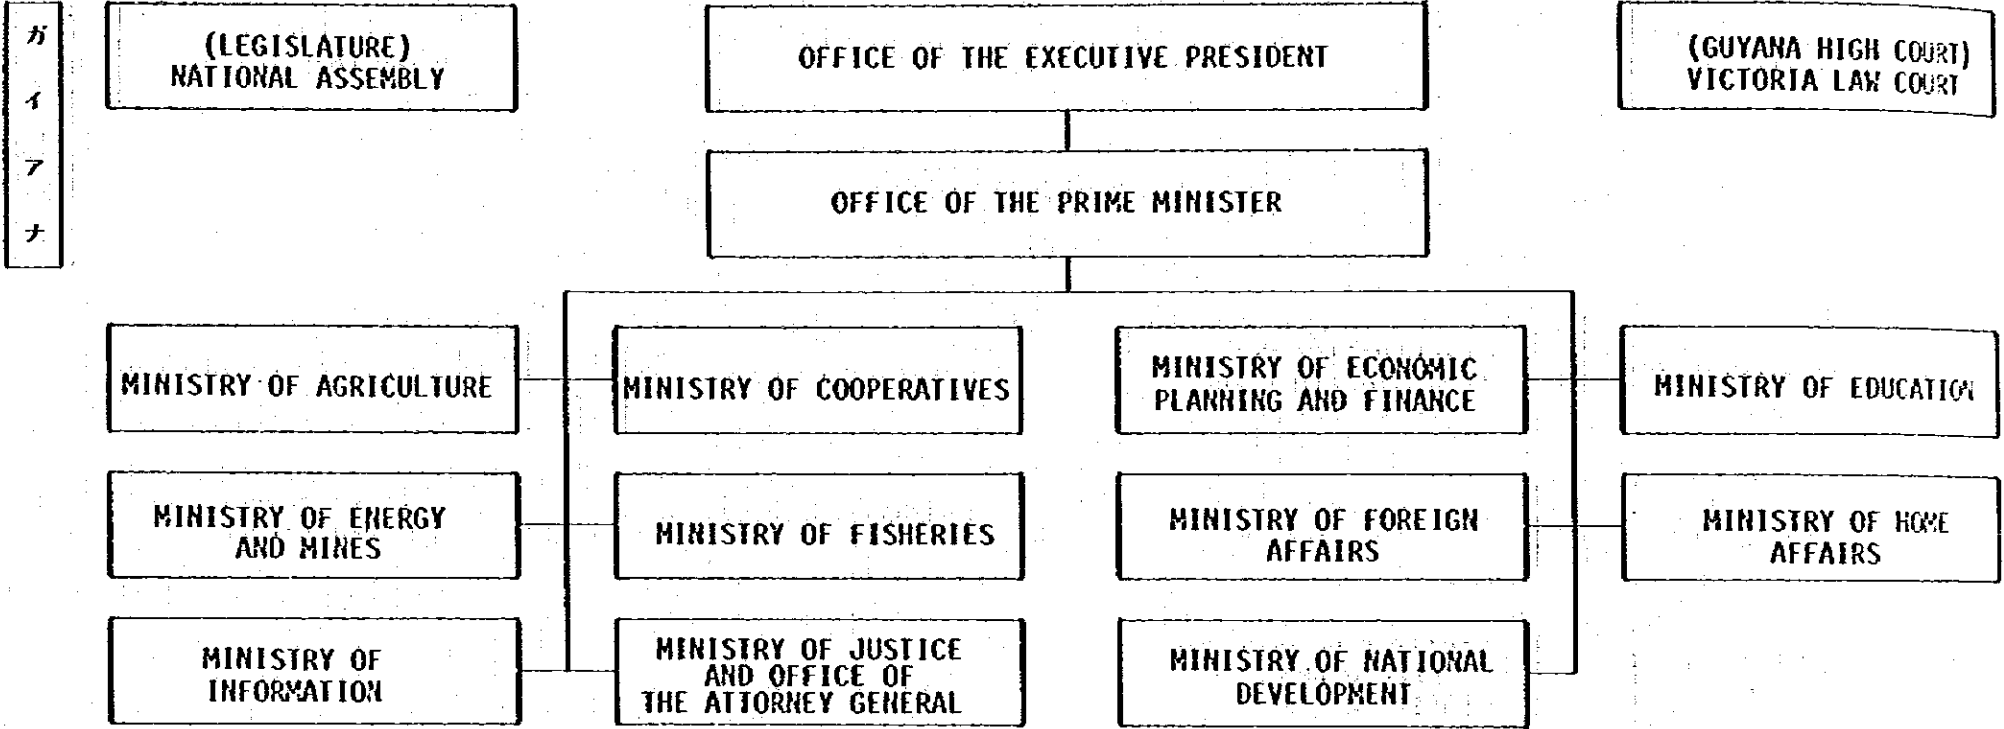 ガイアナ
(LEGISLATURE)
NATIONAL ASSEMBLY
OFFICE OF THE EXECUTIVE PRESIDENT
(GUYANA HIGH COURT)
VICTORIA LAW COURT
OFFICE OF THE PRIME MINISTER
MINISTRY OF AGRICULTURE
MINISTRY OF COOPERATIVES
MINISTRY OF ECONOMIC
PLANNING AND FINANCE
MINISTRY OF EDUCATION
MINISTRY OF ENERGY
AND MINES
MINISTRY OF FISHERIES
MINISTRY OF FOREIGN
AFFAIRS
MINISTRY OF HOME
AFFAIRS
MINISTRY OF
INFORMATION
MINISTRY OF JUSTICE
AND OFFICE OF
THE ATTORNEY GENERAL
MINISTRY OF NATIONAL
DEVELOPMENT